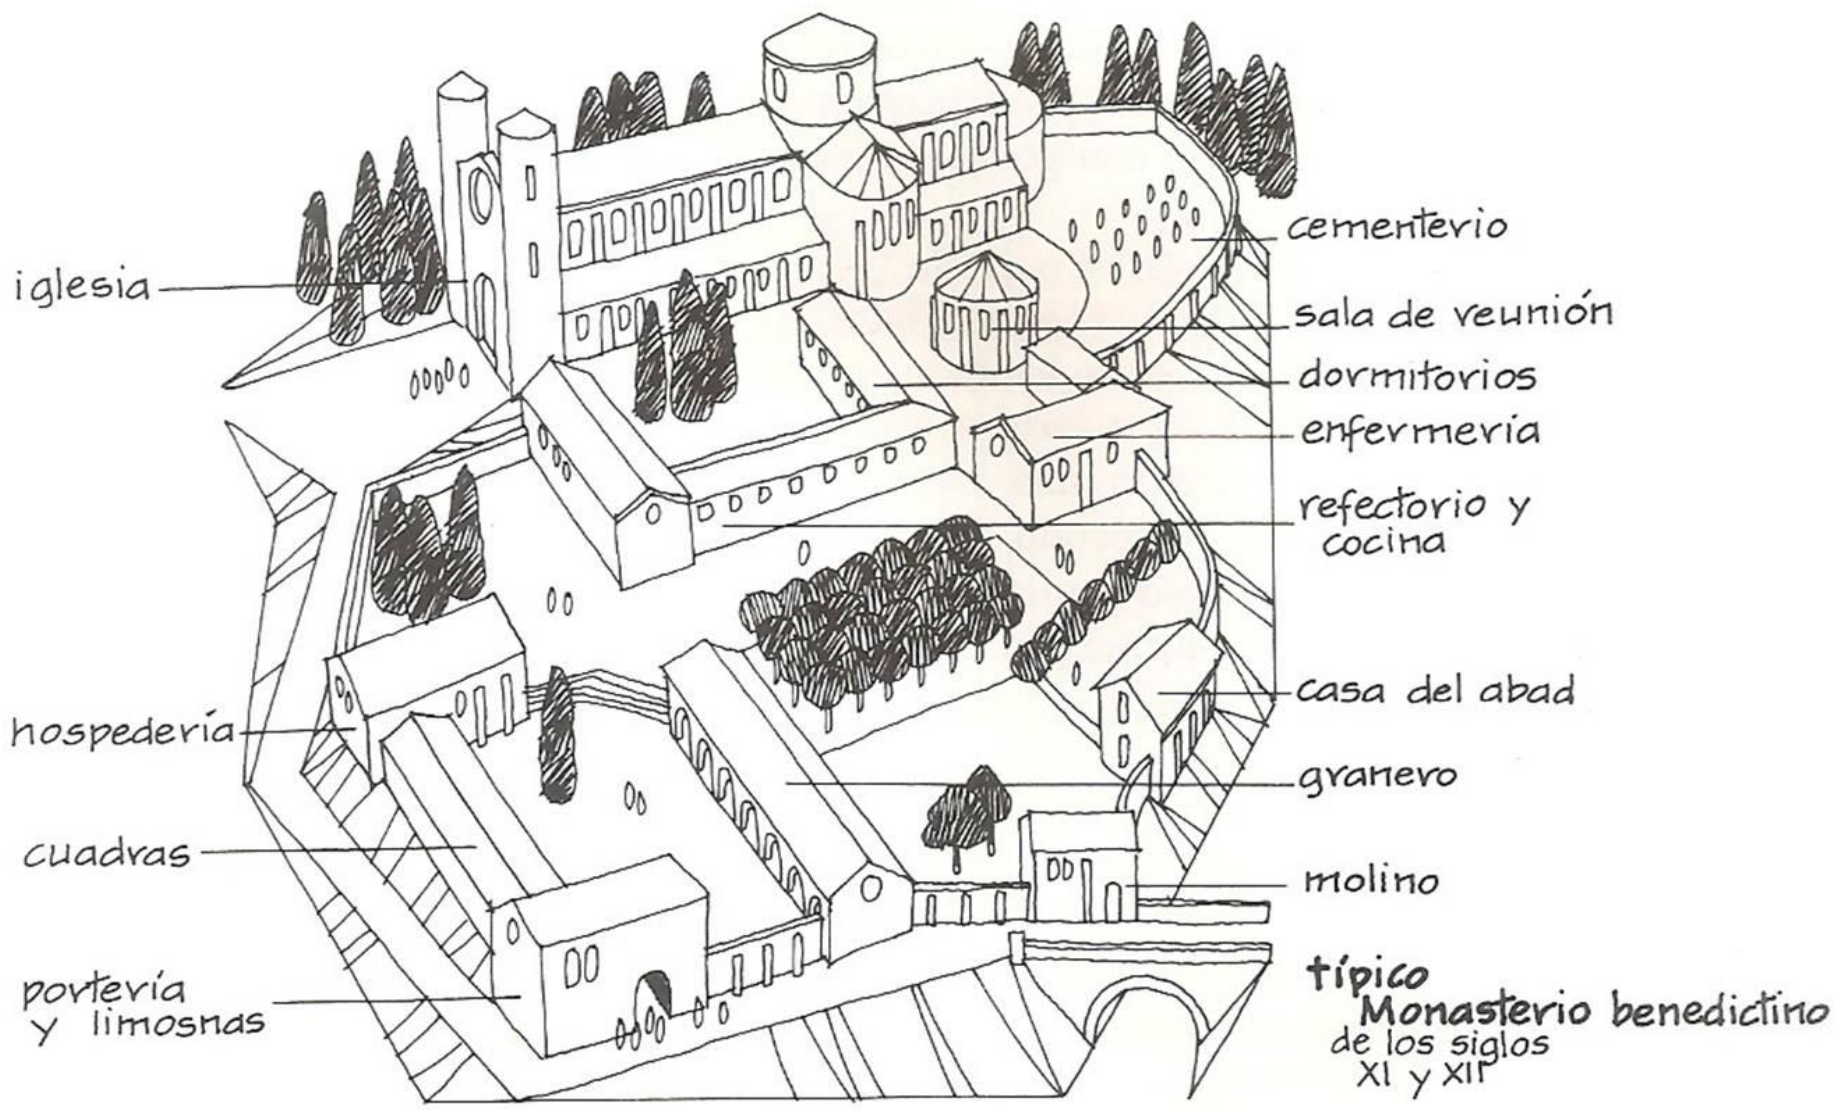 iglesia
hospedería
cuadras
portería
y limosnas
cementerio
sala de reunión
dormitorios
enfermería
refectorio y
cocina
casa del abad
granero
molino
típico
Monasterio benedictino
de los siglos
XI y XII